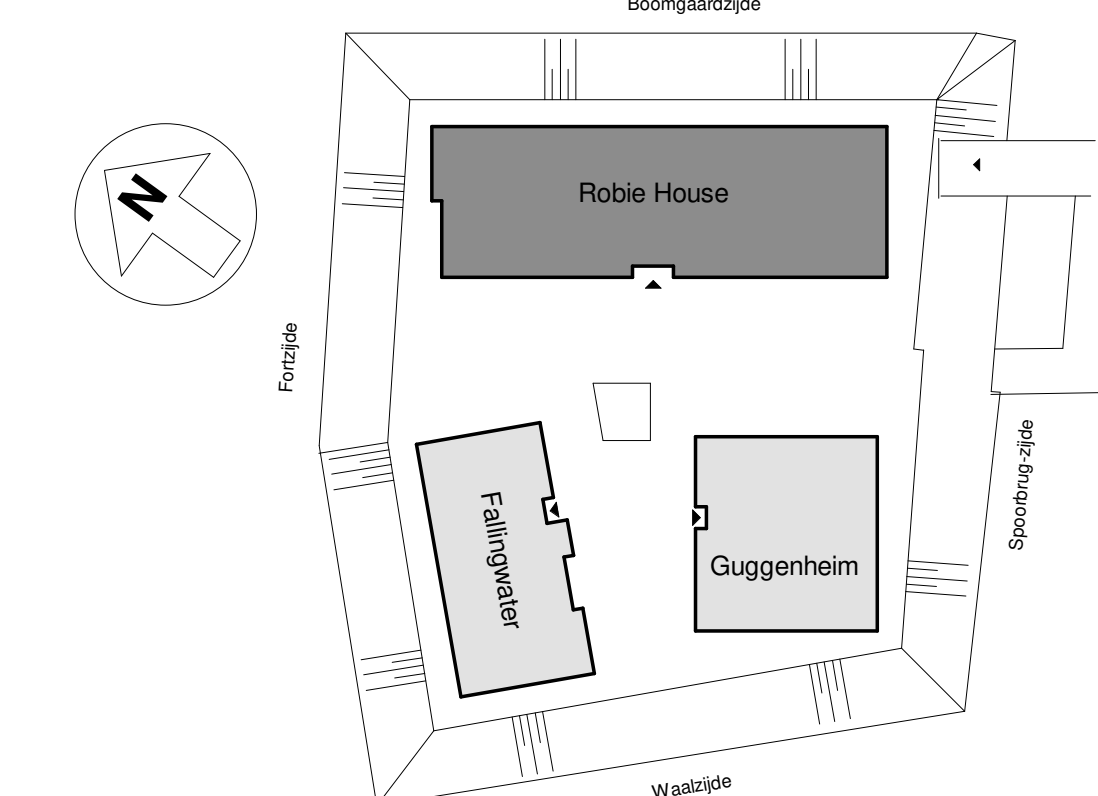 Boomgaardzijde
N
Robie House
Fortzijde
Fallingwater
Guggenheim
Spoorbrug-zijde
Waalzijde